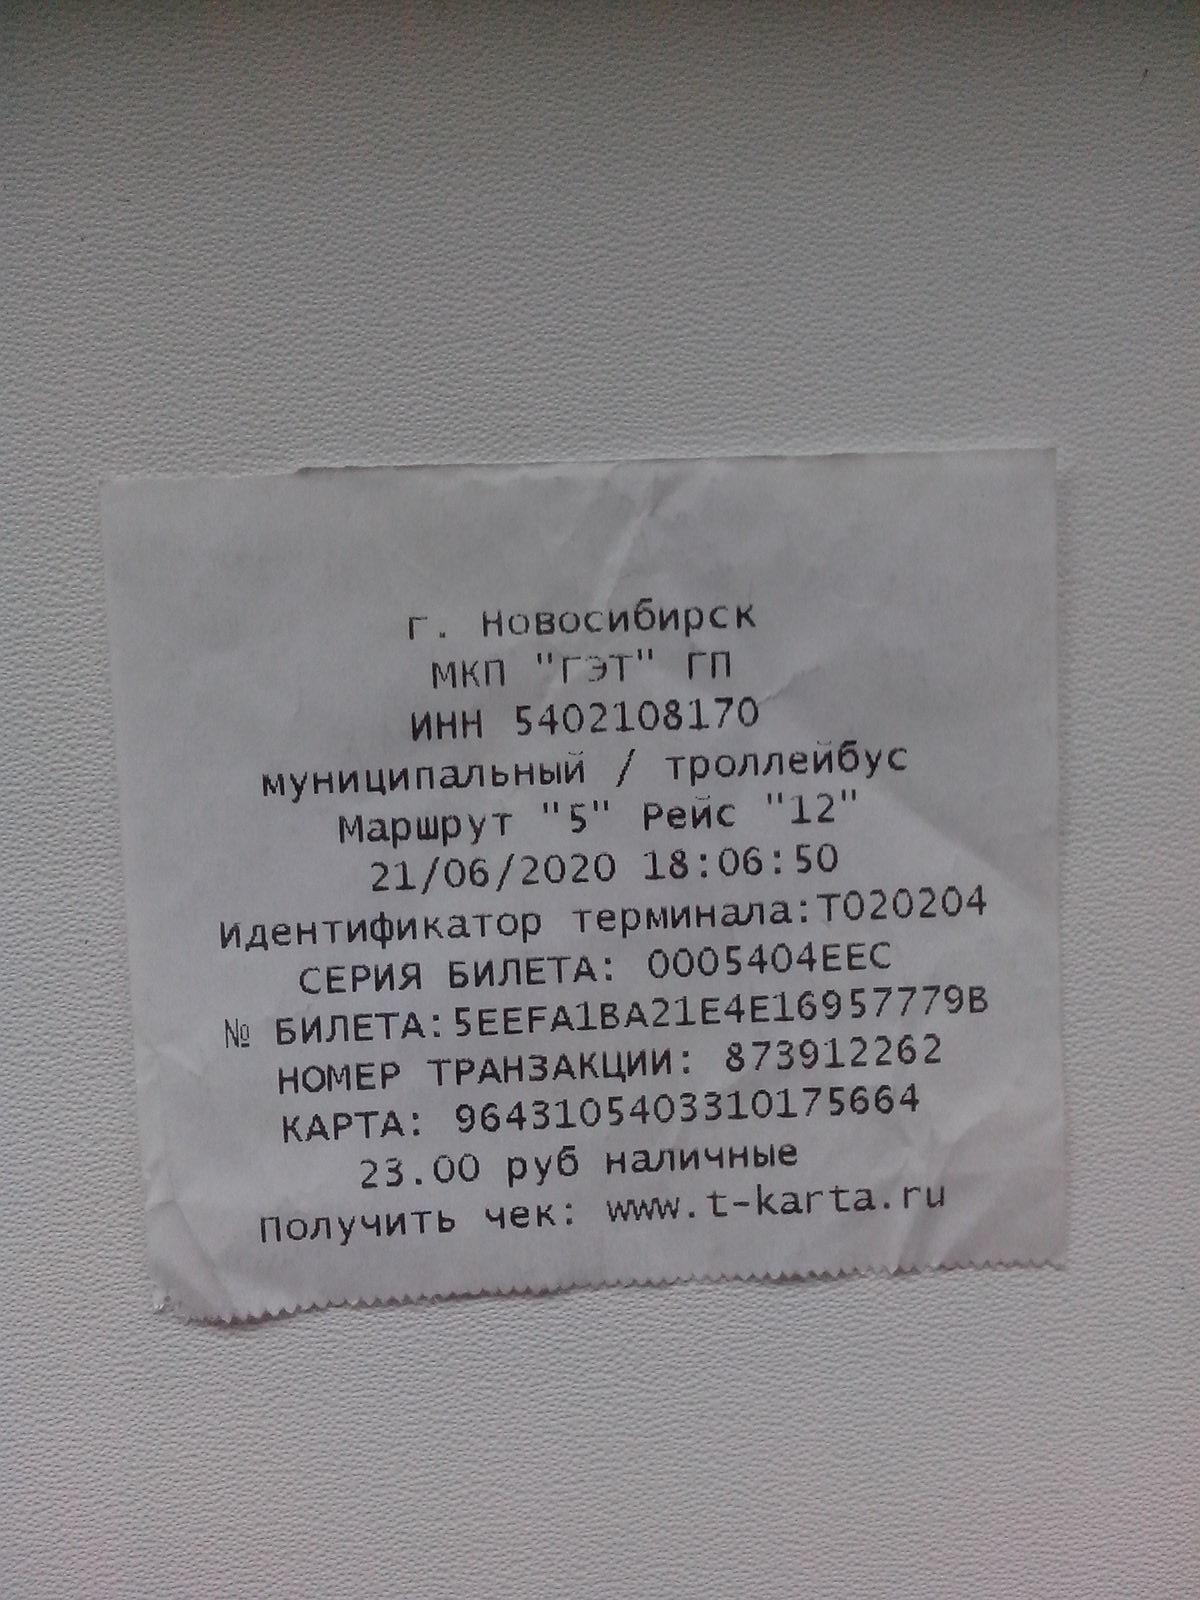 г. Новосибирск
МКП "ГЭТ" ГП
ИНН 5402108170
муниципальный / троллейбус
Маршрут "5" Рейс "12"
21/06/2020 18:06:50
Идентификатор терминала:T020204
СЕРИЯ БИЛЕТА: 0005404EEC
№ БИЛЕТА:5EEFA1BA21E4E16957779B
НОМЕР ТРАНЗАКЦИИ: 873912262
КАРТА: 9643105403310175664
23.00 руб наличные
Получить чек: www.t-karta.ru